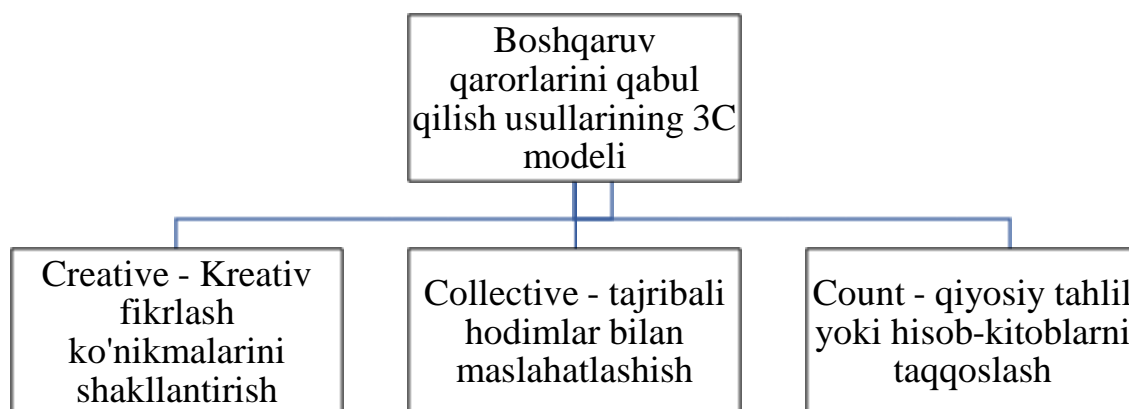 Boshqaruv
qarorlarini qabul
qilish usullarining 3C
modeli
Creative - Kreativ
fikrlash
ko'nikmalarini
shakllantirish
Collective - tajribali
hodimlar bilan
maslahatlashish
Count - qiyosiy tahlil
yoki hisob-kitoblarni
taqqoslash